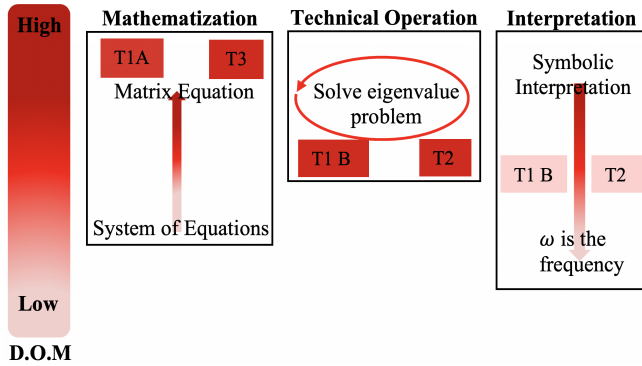 High
Low
D.O.M
Mathematization
T1A
T3
Matrix Equation
System of Equations
Technical Operation
Solve eigenvalue
problem
T1 B
T2
Interpretation
Symbolic
Interpretation
T1 B
T2
ω is the
frequency